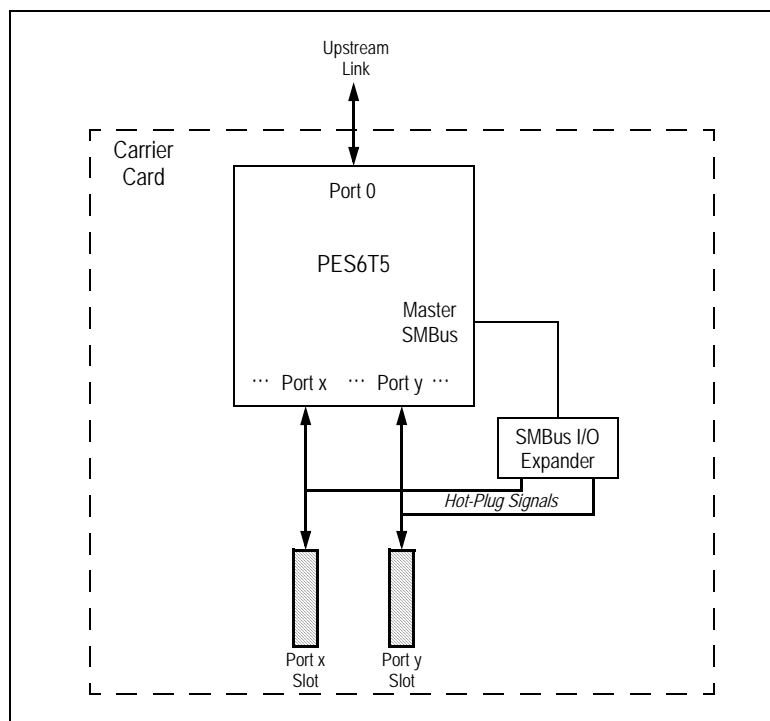 Upstream
Link
Carrier
Card
Port 0
PES6T5
Master
SMBus
... Port x ... Port y ...
SMBus I/O
Expander
Hot-Plug Signals
Port x
Slot
Port y
Slot